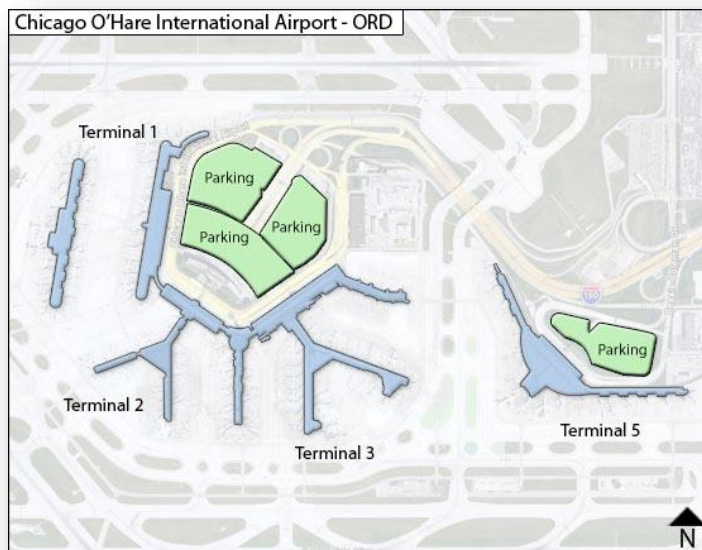 Chicago O'Hare International Airport - ORD
Terminal 1
Parking
Parking
Parking
Parking
Terminal 2
Terminal 3
Terminal 5
N